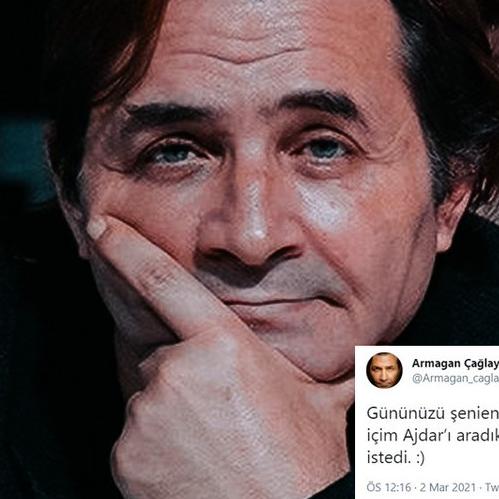 Armagan Çağlay
@Armagan_cagla
Gününüzü şenlen
içim Ajdar'ı aradık
istedi. :)
ÖS 12:16 · 2 Mar 2021 · Tw